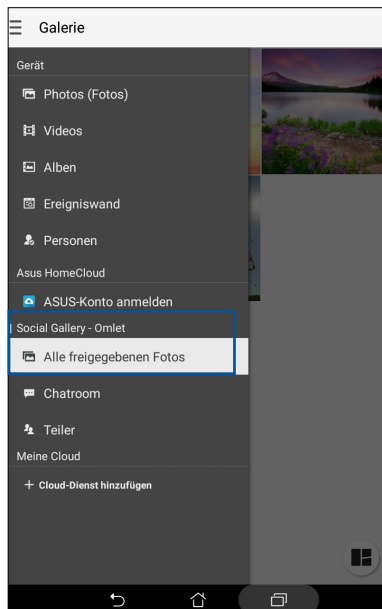 Galerie
Gerät
Photos (Fotos)
Videos
Alben
Ereigniswand
Personen
Asus HomeCloud
ASUS-Konto anmelden
Social Gallery - Omlet
Alle freigegebenen Fotos
Chatroom
Teiler
Meine Cloud
+ Cloud-Dienst hinzufügen